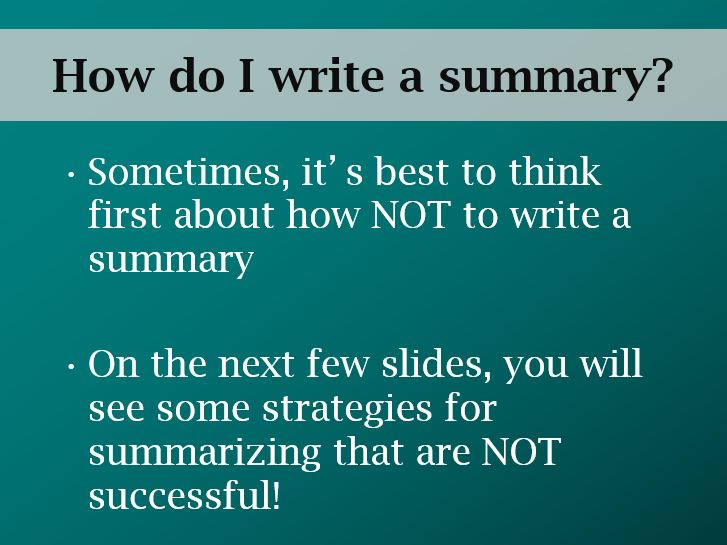 How do I write a summary?
• Sometimes, it’s best to think
first about how NOT to write a
summary
• On the next few slides, you will
see some strategies for
summarizing that are NOT
successful!